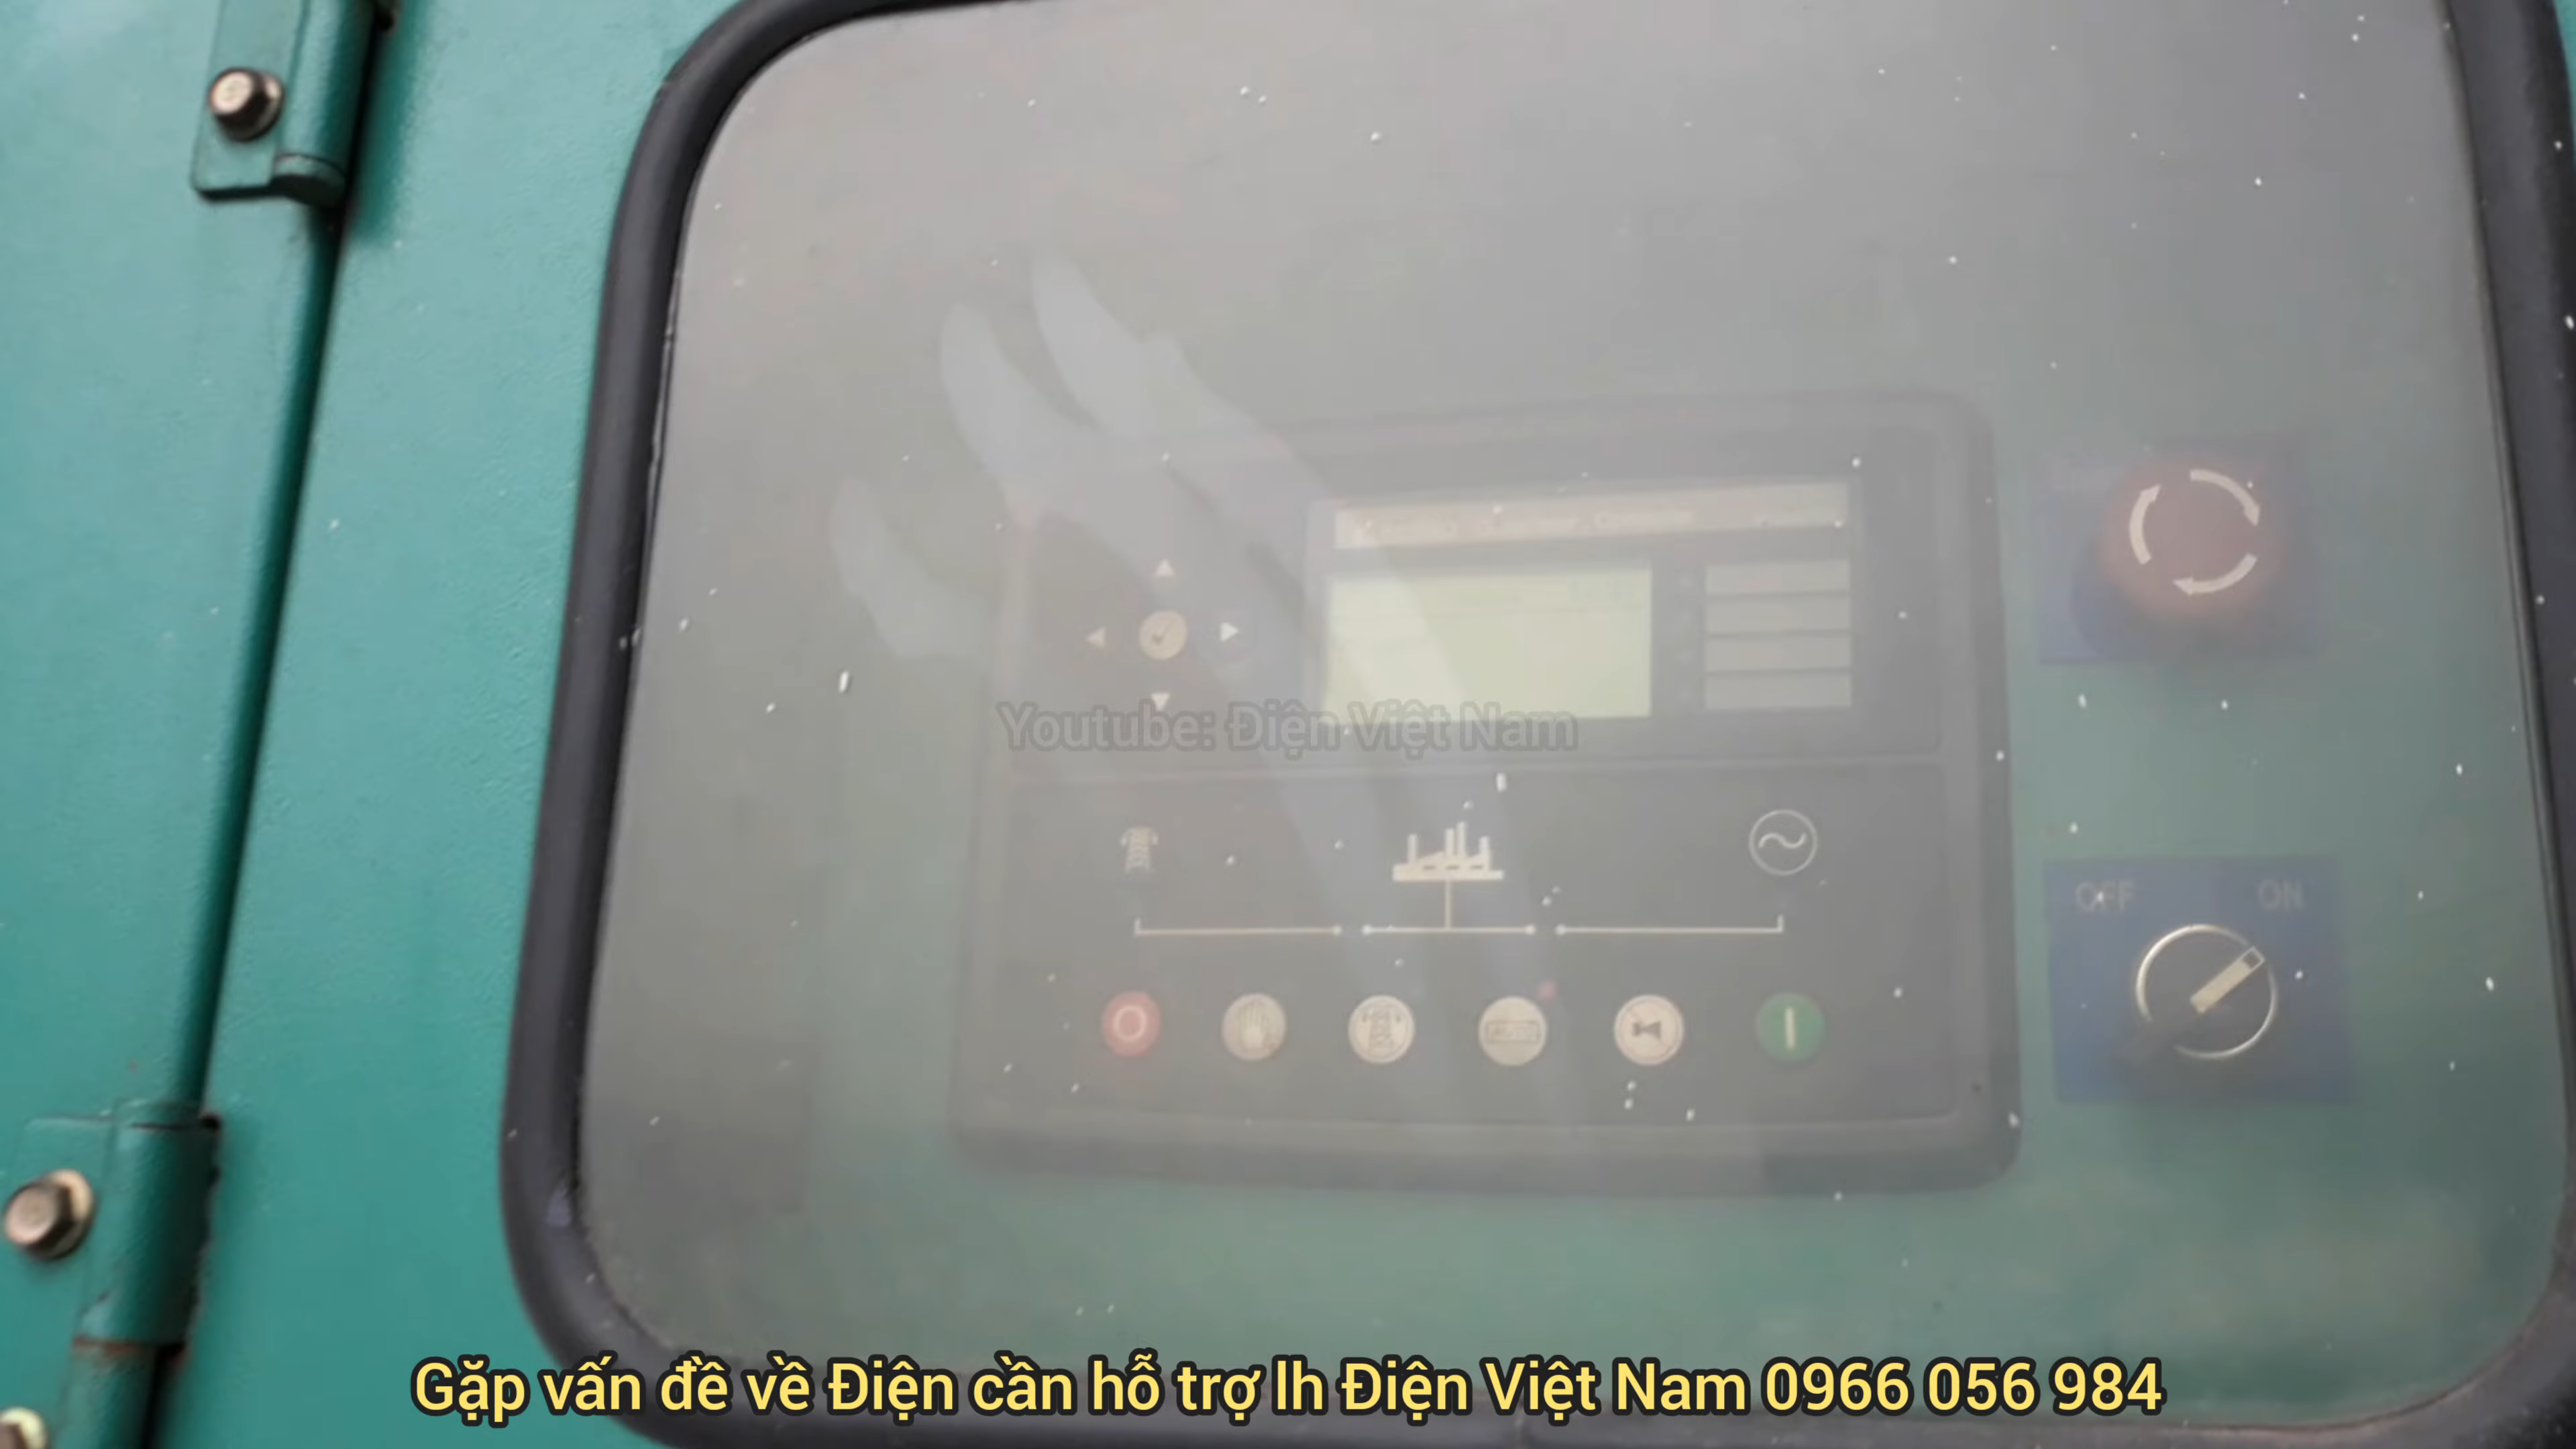 Youtube: Điện Việt Nam
OFF ON
Gặp vấn đề về Điện cần hỗ trợ lh Điện Việt Nam 0966 056 984